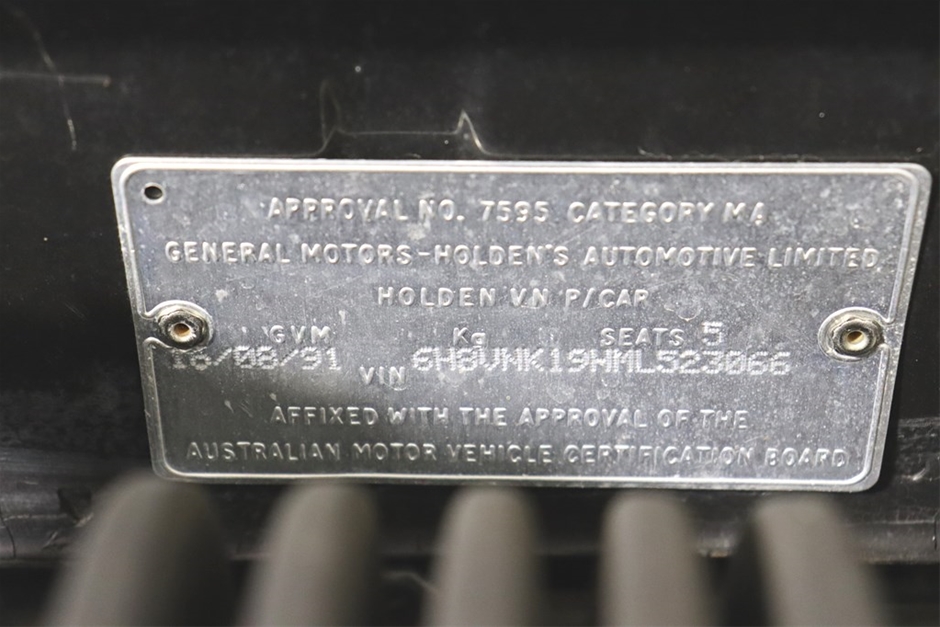 APPROVAL NO. 7595 CATEGORY MA
GENERAL MOTORS-HOLDEN'S AUTOMOTIVE LIMITED
HOLDEN VN P/CAR
GVM Kg SEATS 5
16/08/91 VIN 6H8VNK19HML523066
AFFIXED WITH THE APPROVAL OF THE
AUSTRALIAN MOTOR VEHICLE CERTIFICATION BOARD